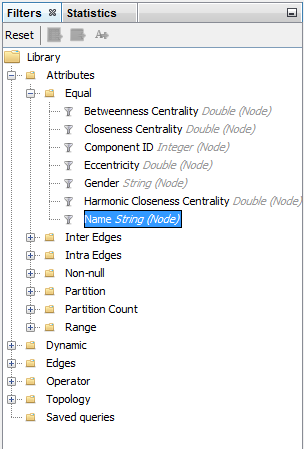 Filters Statistics
Reset
Library
Attributes
Equal
Betweenness Centrality Double (Node)
Closeness Centrality Double (Node)
Component ID Integer (Node)
Eccentricity Double (Node)
Gender String (Node)
Harmonic Closeness Centrality Double (Node)
Name String (Node)
Inter Edges
Intra Edges
Non-null
Partition
Partition Count
Range
Dynamic
Edges
Operator
Topology
Saved queries